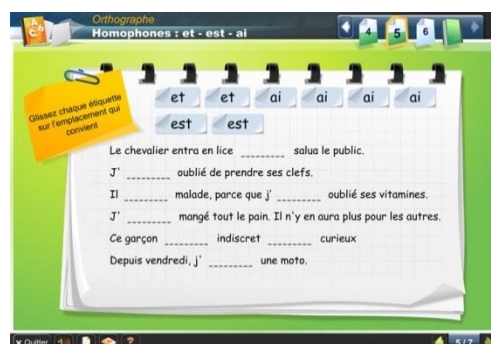 Orthographe
Homophones : et - est - ai
4 5 6
Glissez chaque étiquette
sur l'emplacement qui
convient
et et ai ai ai ai
est est
Le chevalier entra en lice ________ salua le public.
J' ________ oublié de prendre ses clefs.
Il ________ malade, parce que j' ________ oublié ses vitamines.
J' ________ mangé tout le pain. Il n'y en aura plus pour les autres.
Ce garçon ________ indiscret ________ curieux
Depuis vendredi, j' ________ une moto.
x Quitter ? 5 / 7